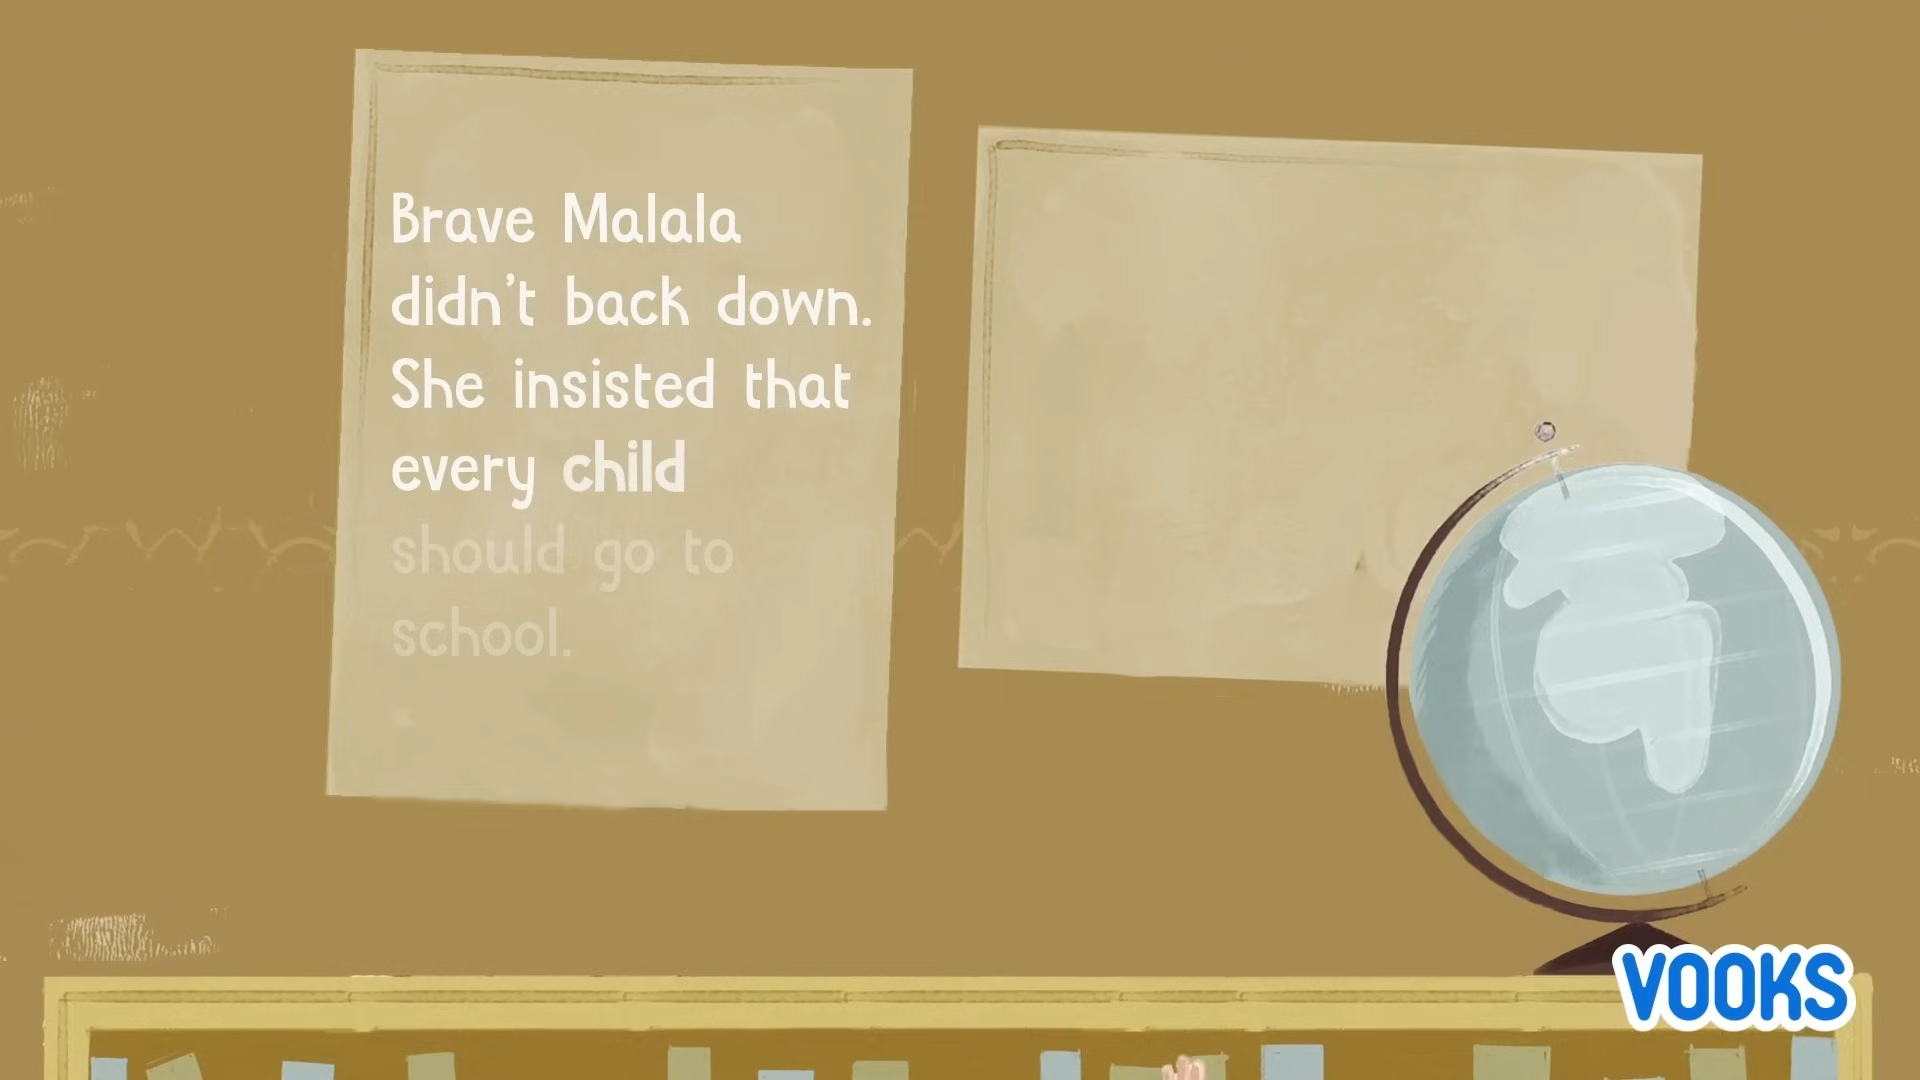 Brave Malala
didn't back down.
She insisted that
every child
should go to
school.
VOOKS